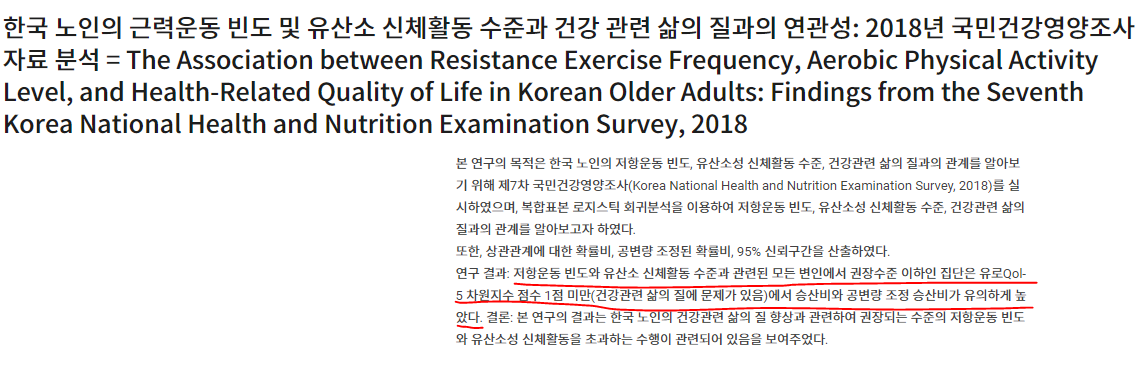 한국 노인의 근력운동 빈도 및 유산소 신체활동 수준과 건강 관련 삶의 질과의 연관성: 2018년 국민건강영양조사
자료 분석 = The Association between Resistance Exercise Frequency, Aerobic Physical Activity
Level, and Health-Related Quality of Life in Korean Older Adults: Findings from the Seventh
Korea National Health and Nutrition Examination Survey, 2018
본 연구의 목적은 한국 노인의 저항운동 빈도, 유산소성 신체활동 수준, 건강관련 삶의 질과의 관계를 알아보
기 위해 제7차 국민건강영양조사(Korea National Health and Nutrition Examination Survey, 2018)를 실
시하였으며, 복합표본 로지스틱 회귀분석을 이용하여 저항운동 빈도, 유산소성 신체활동 수준, 건강관련 삶의
질과의 관계를 알아보고자 하였다.
또한, 상관관계에 대한 확률비, 공변량 조정된 확률비, 95% 신뢰구간을 산출하였다.
연구 결과: 저항운동 빈도와 유산소 신체활동 수준과 관련된 모든 변인에서 권장수준 이하인 집단은 유로Qol-
5 차원지수 점수 1점 미만(건강관련 삶의 질에 문제가 있음)에서 승산비와 공변량 조정 승산비가 유의하게 높
았다. 결론: 본 연구의 결과는 한국 노인의 건강관련 삶의 질 향상과 관련하여 권장되는 수준의 저항운동 빈도
와 유산소성 신체활동을 초과하는 수행이 관련되어 있음을 보여주었다.